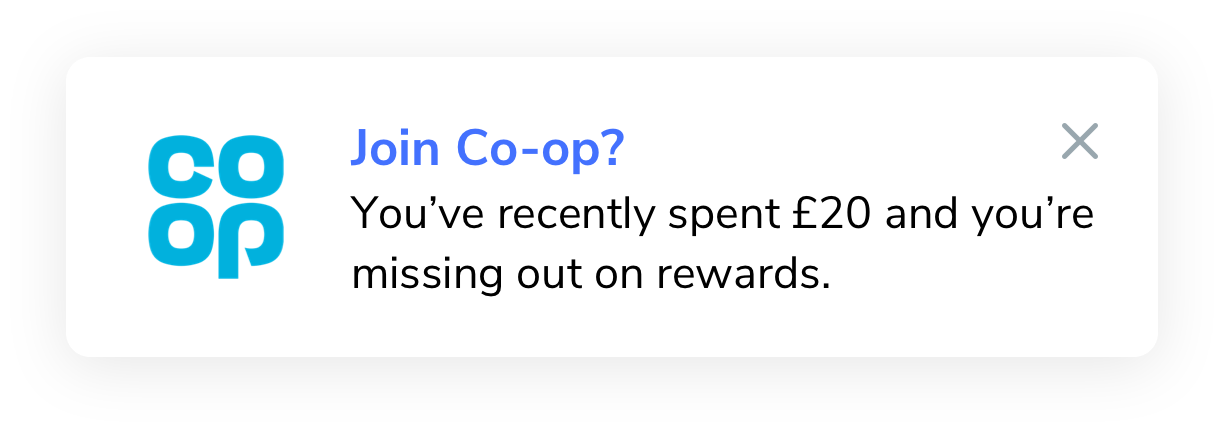 co
op
Join Co-op?
You’ve recently spent £20 and you’re
missing out on rewards.